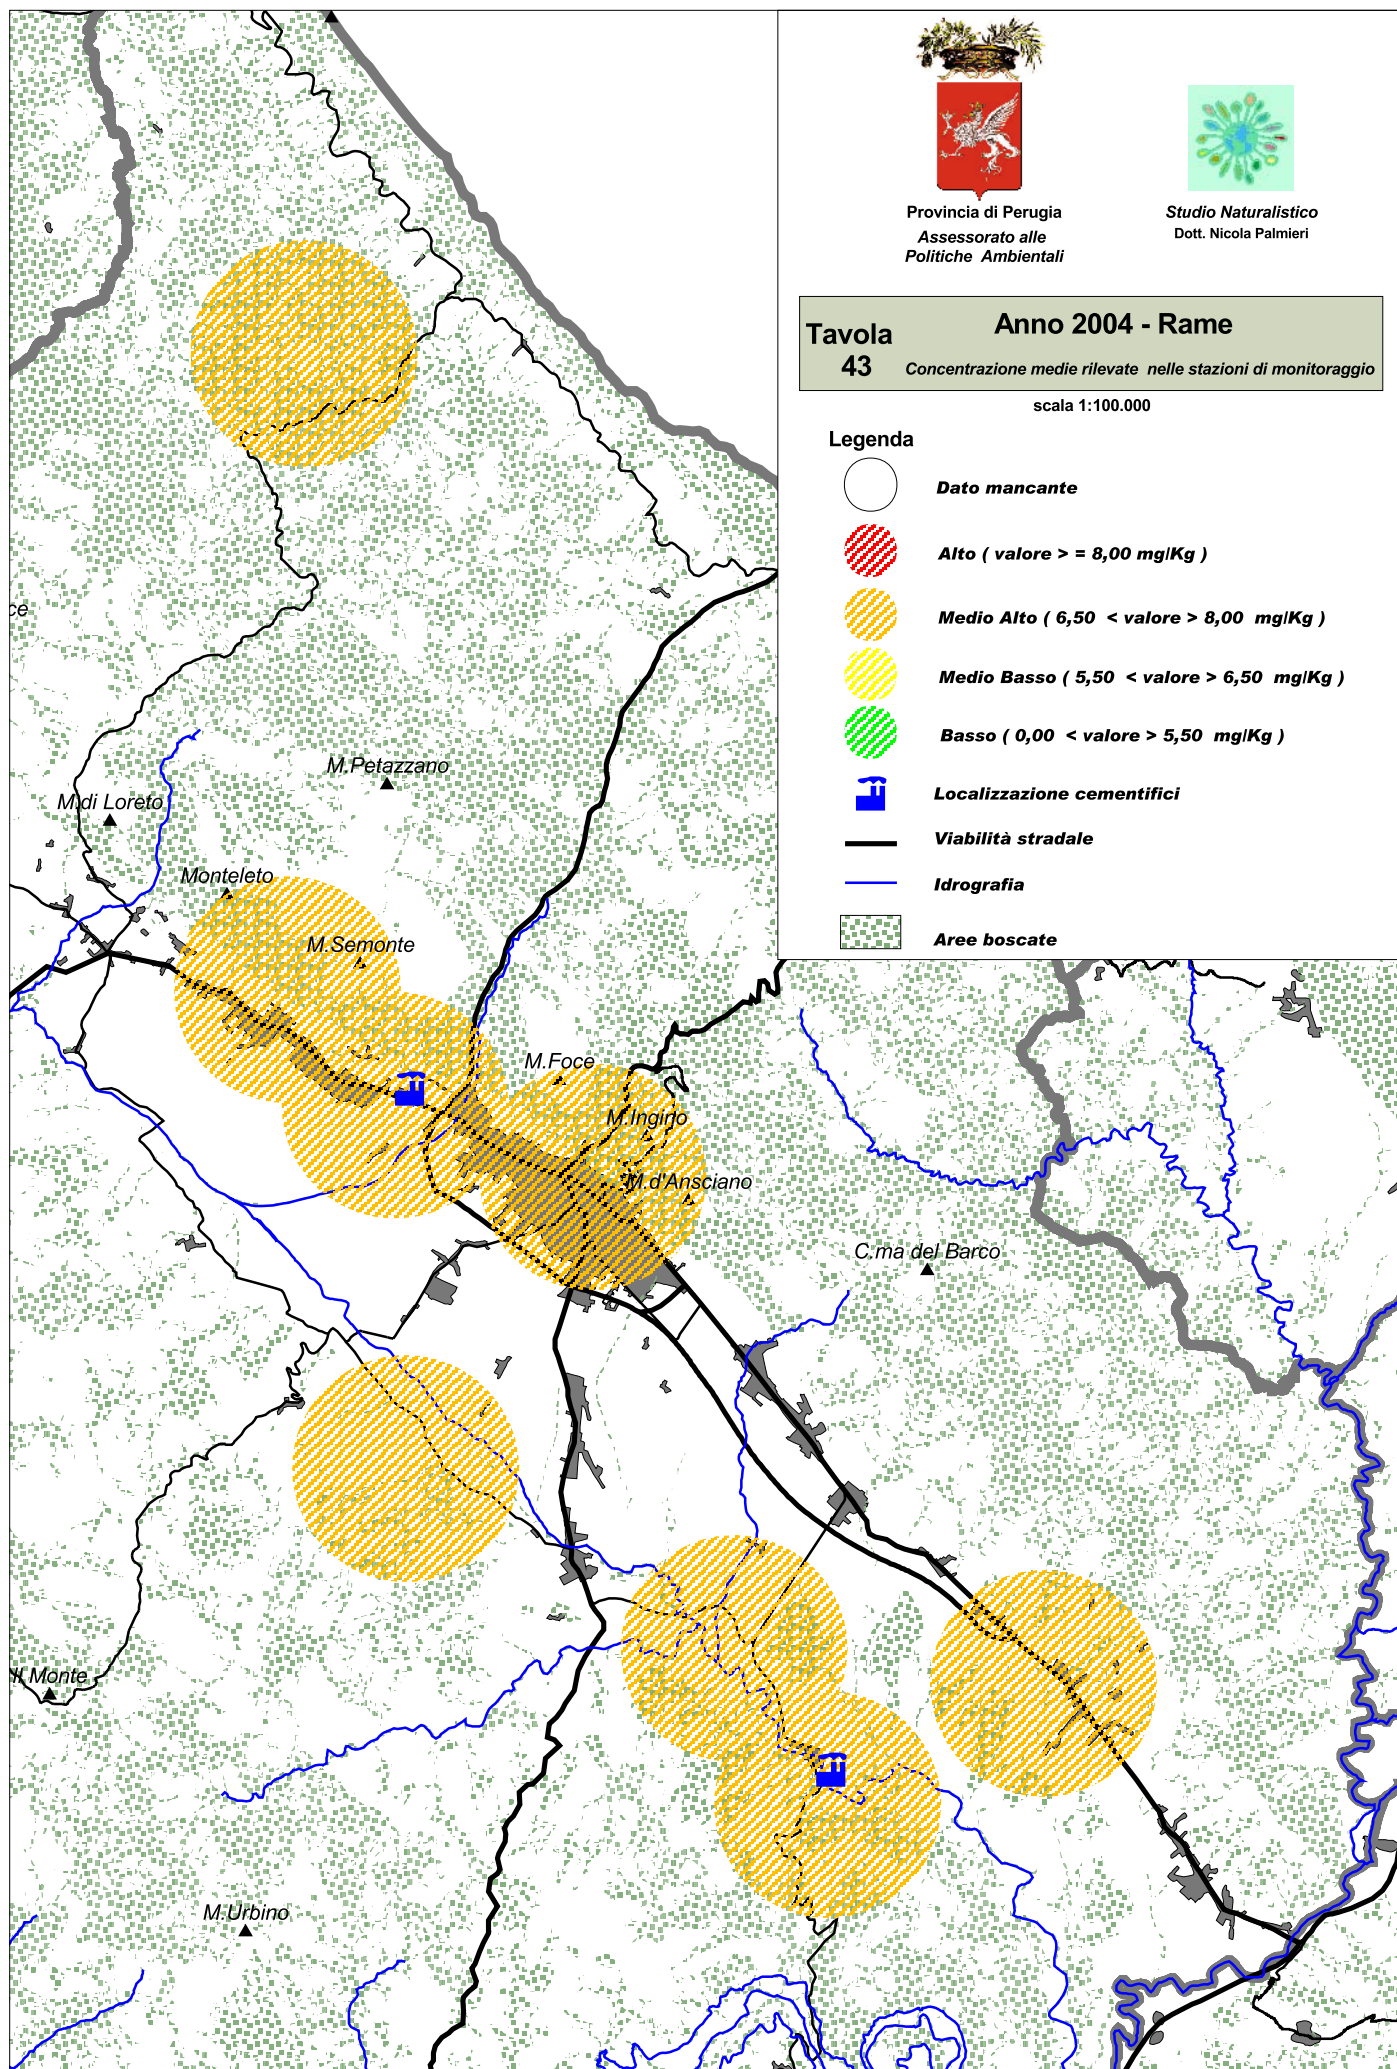 Provincia di Perugia
Assessorato alle
Politiche Ambientali
Studio Naturalistico
Dott. Nicola Palmieri
Tavola
43
Anno 2004 - Rame
Concentrazione medie rilevate nelle stazioni di monitoraggio
scala 1:100.000
Legenda
Dato mancante
Alto ( valore > = 8,00 mg/Kg )
Medio Alto ( 6,50 < valore > 8,00 mg/Kg )
Medio Basso ( 5,50 < valore > 6,50 mg/Kg )
Basso ( 0,00 < valore > 5,50 mg/Kg )
Localizzazione cementifici
Viabilità stradale
Idrografia
Aree boscate
ce
M.Petazzano
M.di Loreto
Monteleto
M.Semonte
M.Foce
M.Ingino
M.d'Ansciano
C.ma del Barco
Il Monte
M.Urbino